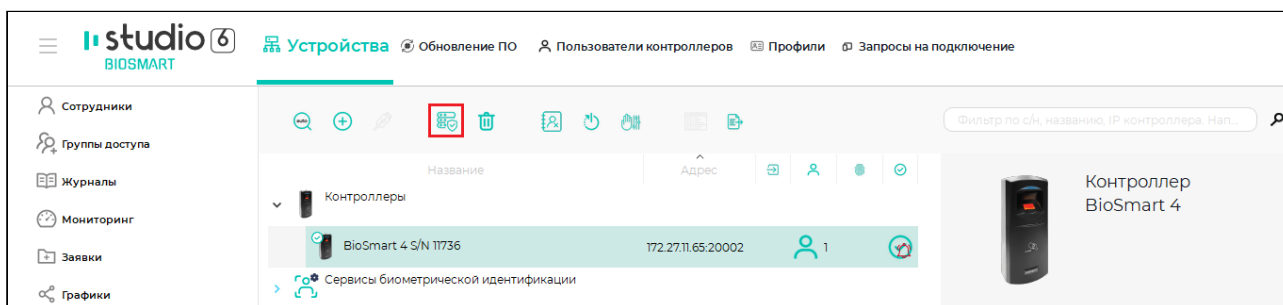 studio 6
BIOSMART
Устройства Обновление ПО Пользователи контроллеров Профили Запросы на подключение
Сотрудники
Группы доступа
Журналы
Мониторинг
Заявки
Графики
auto
Фильтр по с/н, названию, IP контроллера. Нап...
Название Адрес
Контроллеры
BioSmart 4 S/N 11736 172.27.11.65:20002 1
Сервисы биометрической идентификации
Контроллер
BioSmart 4